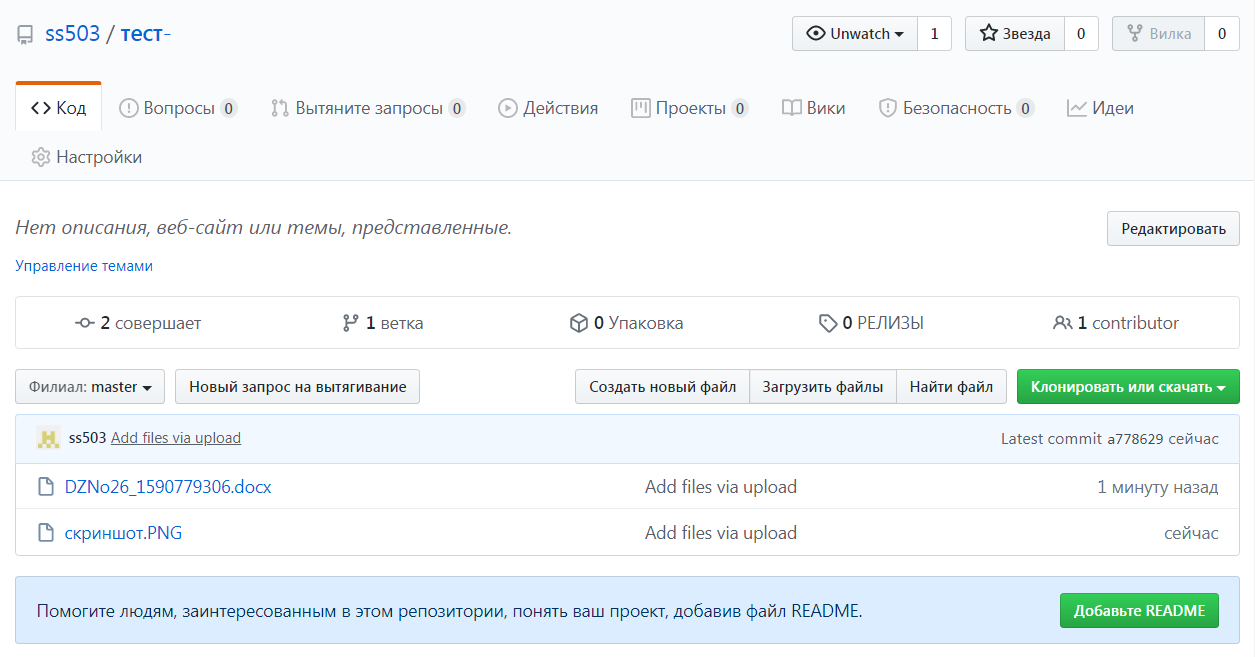 ss503 / тест-
Unwatch 1 Звезда 0 Вилка 0
Код Вопросы 0 Вытяните запросы 0 Действия Проекты 0 Вики Безопасность 0 Идеи
Настройки
Нет описания, веб-сайт или темы, представленные. Редактировать
Управление темами
2 совершает 1 ветка 0 Упаковка 0 РЕЛИЗЫ 1 contributor
Филиал: master Новый запрос на вытягивание Создать новый файл Загрузить файлы Найти файл Клонировать или скачать
ss503 Add files via upload Latest commit a778629 сейчас
DZNo26_1590779306.docx Add files via upload 1 минуту назад
скриншот.PNG Add files via upload сейчас
Помогите людям, заинтересованным в этом репозитории, понять ваш проект, добавив файл README. Добавьте README